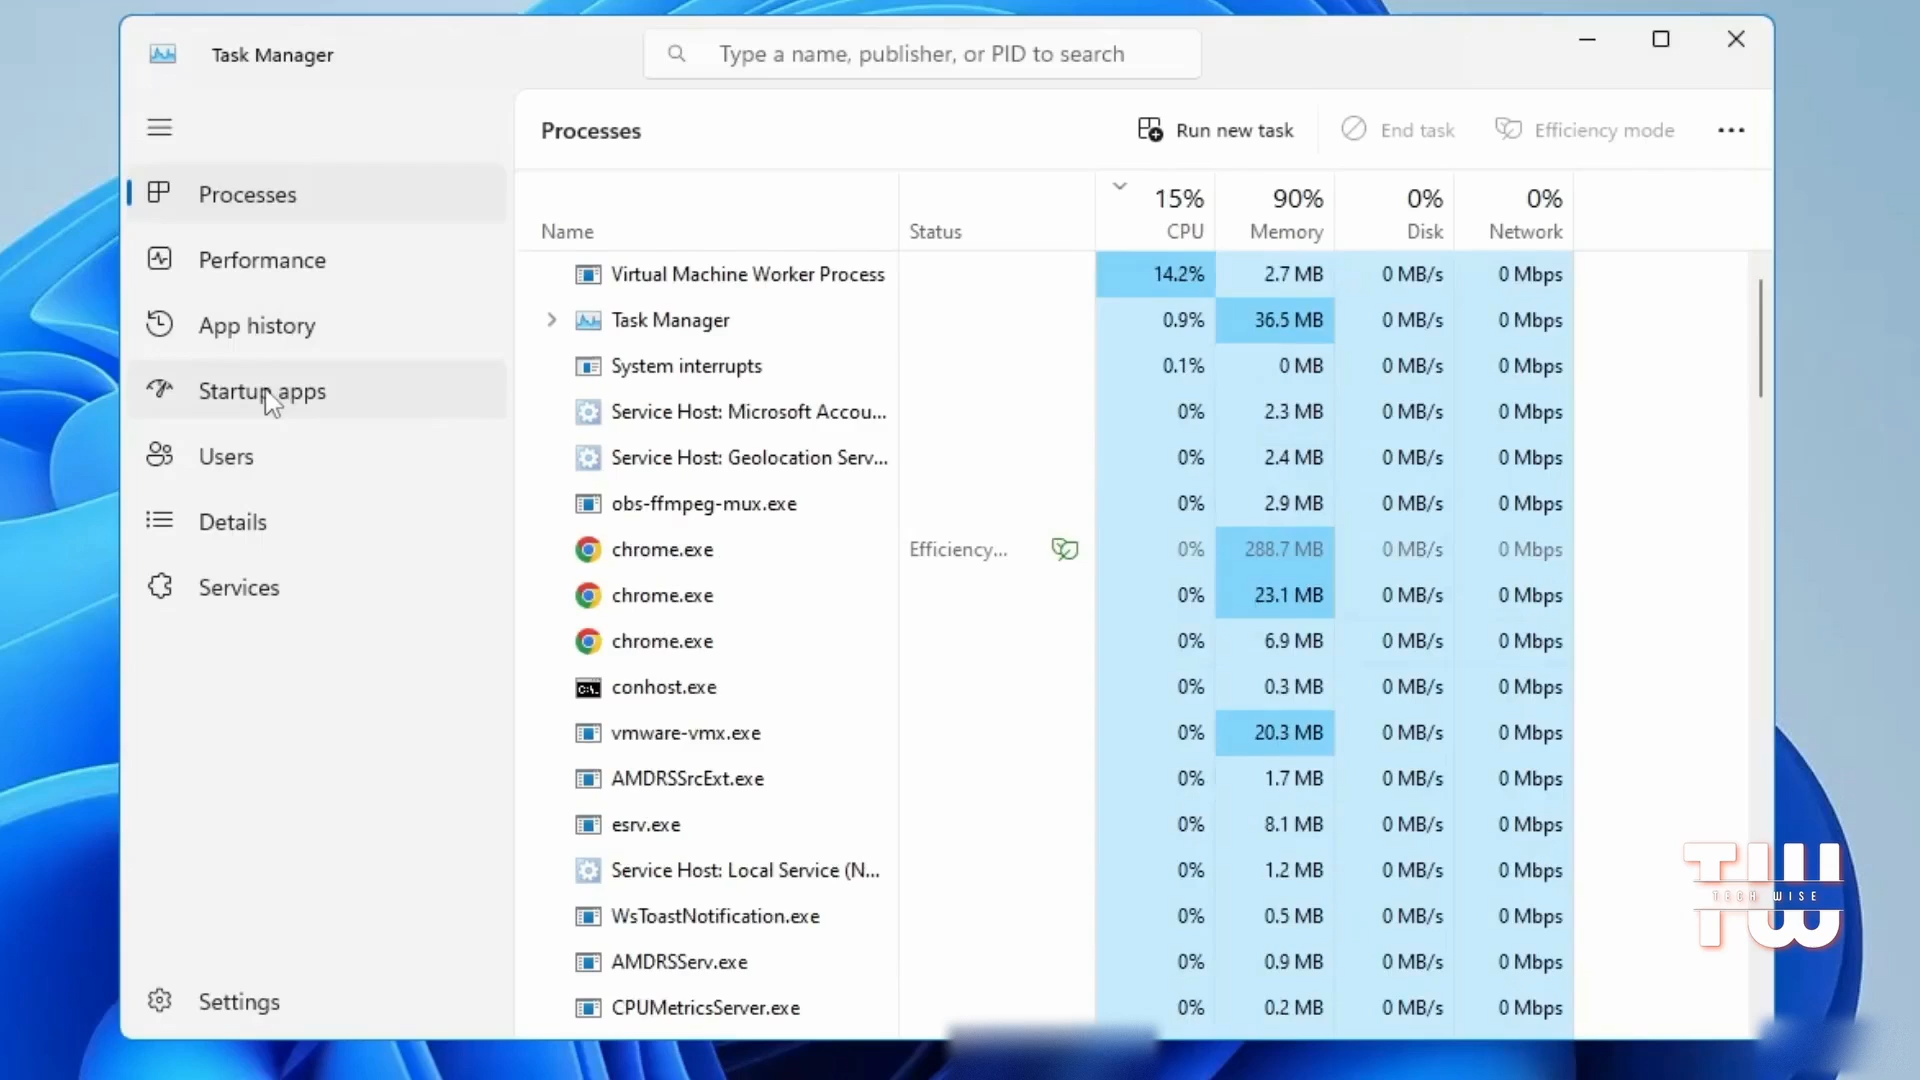 Task Manager
Type a name, publisher, or PID to search
Processes
Performance
App history
Startup apps
Users
Details
Services
Settings
Processes
Run new task
End task
Efficiency mode
Name Status 15% CPU 90% Memory 0% Disk 0% Network
Virtual Machine Worker Process 14.2% 2.7 MB 0 MB/s 0 Mbps
Task Manager 0.9% 36.5 MB 0 MB/s 0 Mbps
System interrupts 0.1% 0 MB 0 MB/s 0 Mbps
Service Host: Microsoft Accou... 0% 2.3 MB 0 MB/s 0 Mbps
Service Host: Geolocation Serv... 0% 2.4 MB 0 MB/s 0 Mbps
obs-ffmpeg-mux.exe 0% 2.9 MB 0 MB/s 0 Mbps
chrome.exe Efficiency... 0% 288.7 MB 0 MB/s 0 Mbps
chrome.exe 0% 23.1 MB 0 MB/s 0 Mbps
chrome.exe 0% 6.9 MB 0 MB/s 0 Mbps
conhost.exe 0% 0.3 MB 0 MB/s 0 Mbps
vmware-vmx.exe 0% 20.3 MB 0 MB/s 0 Mbps
AMDRSSrcExt.exe 0% 1.7 MB 0 MB/s 0 Mbps
esrv.exe 0% 8.1 MB 0 MB/s 0 Mbps
Service Host: Local Service (N... 0% 1.2 MB 0 MB/s 0 Mbps
WsToastNotification.exe 0% 0.5 MB 0 MB/s 0 Mbps
AMDRSServ.exe 0% 0.9 MB 0 MB/s 0 Mbps
CPUMetricsServer.exe 0% 0.2 MB 0 MB/s 0 Mbps
TW
TECH WISE